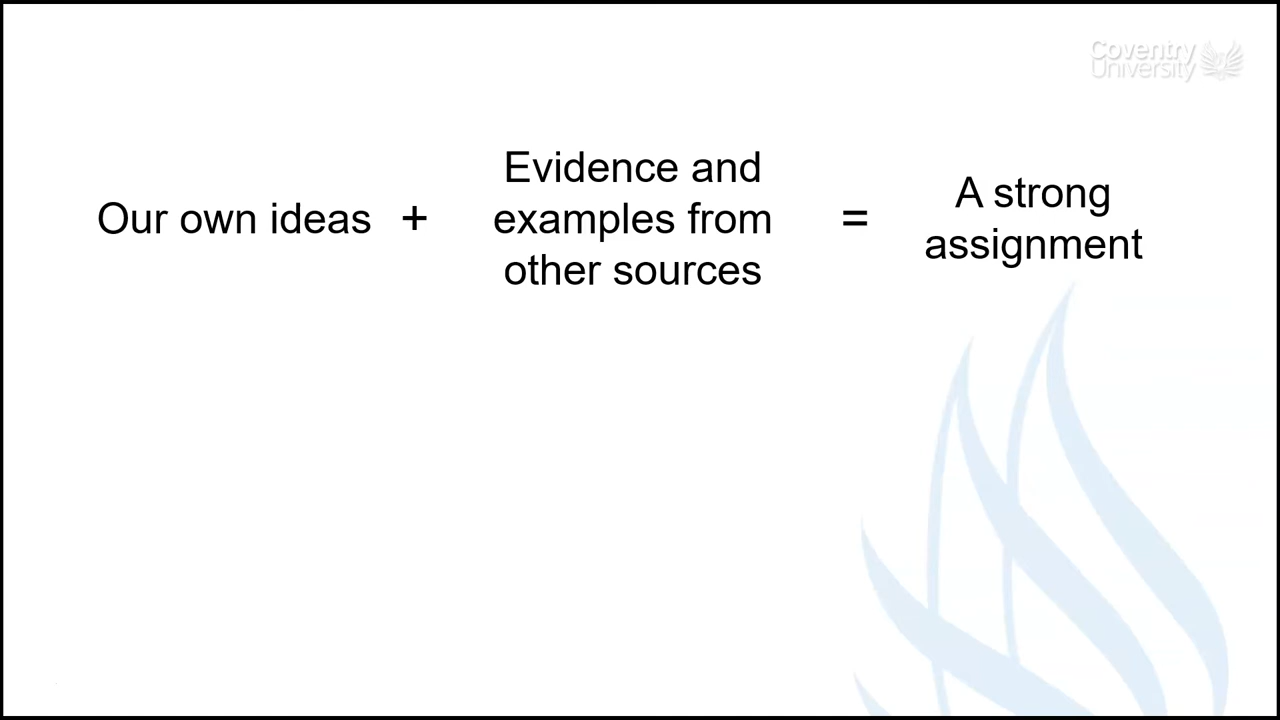 Coventry
University
Our own ideas + Evidence and examples from other sources = A strong assignment